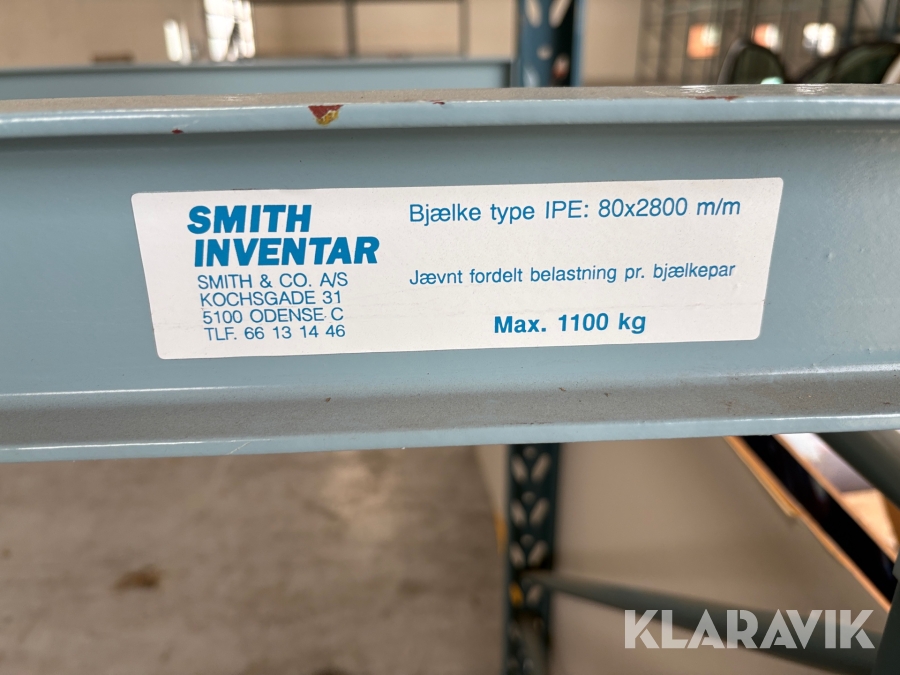 SMITH
INVENTAR
SMITH & CO. A/S
KOCHSGADE 31
5100 ODENSE C
TLF. 66 13 14 46
Bjælke type IPE: 80x2800 m/m
Jævnt fordelt belastning pr. bjælkepar
Max. 1100 kg
KLARAVIK